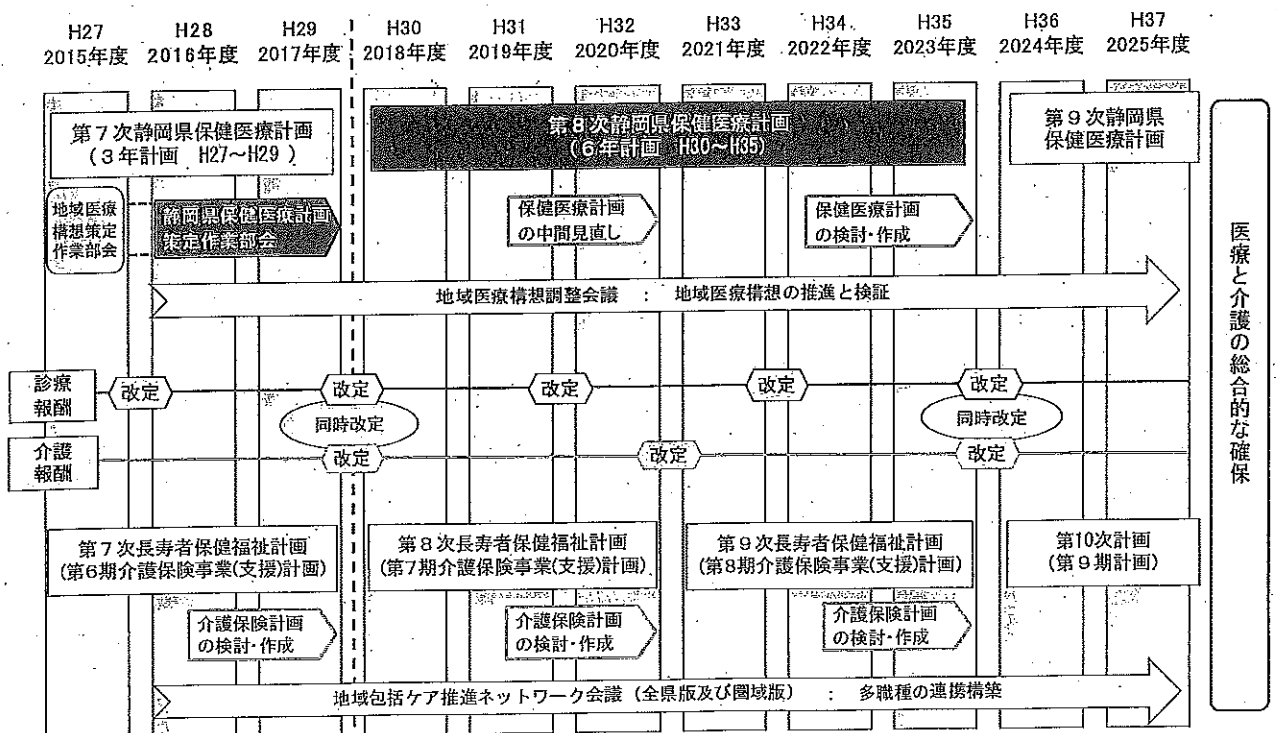 H27 H28 H29 H30 H31 H32 H33 H34 H35 H36 H37
2015年度 2016年度 2017年度 2018年度 2019年度 2020年度 2021年度 2022年度 2023年度 2024年度 2025年度
第7次静岡県保健医療計画
(3年計画 H27～H29)
第8次静岡県保健医療計画
(6年計画 H30～H35)
第9次静岡県
保健医療計画
地域医療
構想策定
作業部会
静岡県保健医療計画
策定作業部会
保健医療計画
の中間見直し
保健医療計画
の検討・作成
地域医療構想調整会議 : 地域医療構想の推進と検証
診療
報酬
改定
改定
改定
改定
改定
同時改定
同時改定
介護
報酬
改定
改定
改定
第7次長寿者保健福祉計画
(第6期介護保険事業(支援)計画)
第8次長寿者保健福祉計画
(第7期介護保険事業(支援)計画)
第9次長寿者保健福祉計画
(第8期介護保険事業(支援)計画)
第10次計画
(第9期計画)
介護保険計画
の検討・作成
介護保険計画
の検討・作成
介護保険計画
の検討・作成
地域包括ケア推進ネットワーク会議 (全県版及び圏域版) : 多職種の連携構築
医療と介護の総合的な確保